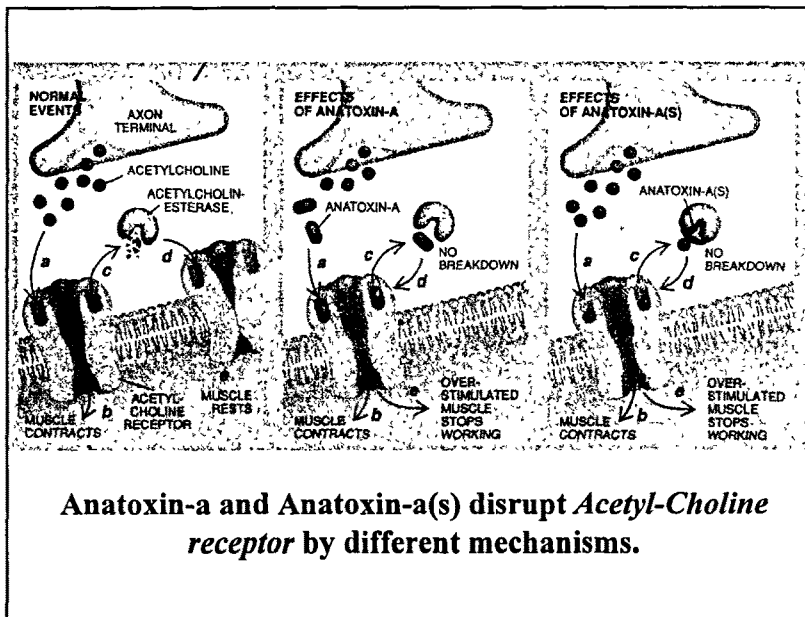 NORMAL
EVENTS
AXON
TERMINAL
ACETYLCHOLINE
ACETYLCHOLIN-
ESTERASE
a
c
d
b
e
MUSCLE
CONTRACTS
ACETYL-
CHOLINE
RECEPTOR
MUSCLE
RESTS
EFFECTS
OF ANATOXIN-A
ANATOXIN-A
a
c
d
NO
BREAKDOWN
b
e
MUSCLE
CONTRACTS
OVER-
STIMULATED
MUSCLE
STOPS
WORKING
EFFECTS
OF ANATOXIN-A(S)
ANATOXIN-A(S)
a
c
d
NO
BREAKDOWN
b
e
MUSCLE
CONTRACTS
OVER-
STIMULATED
MUSCLE
STOPS
WORKING
Anatoxin-a and Anatoxin-a(s) disrupt Acetyl-Choline
receptor by different mechanisms.